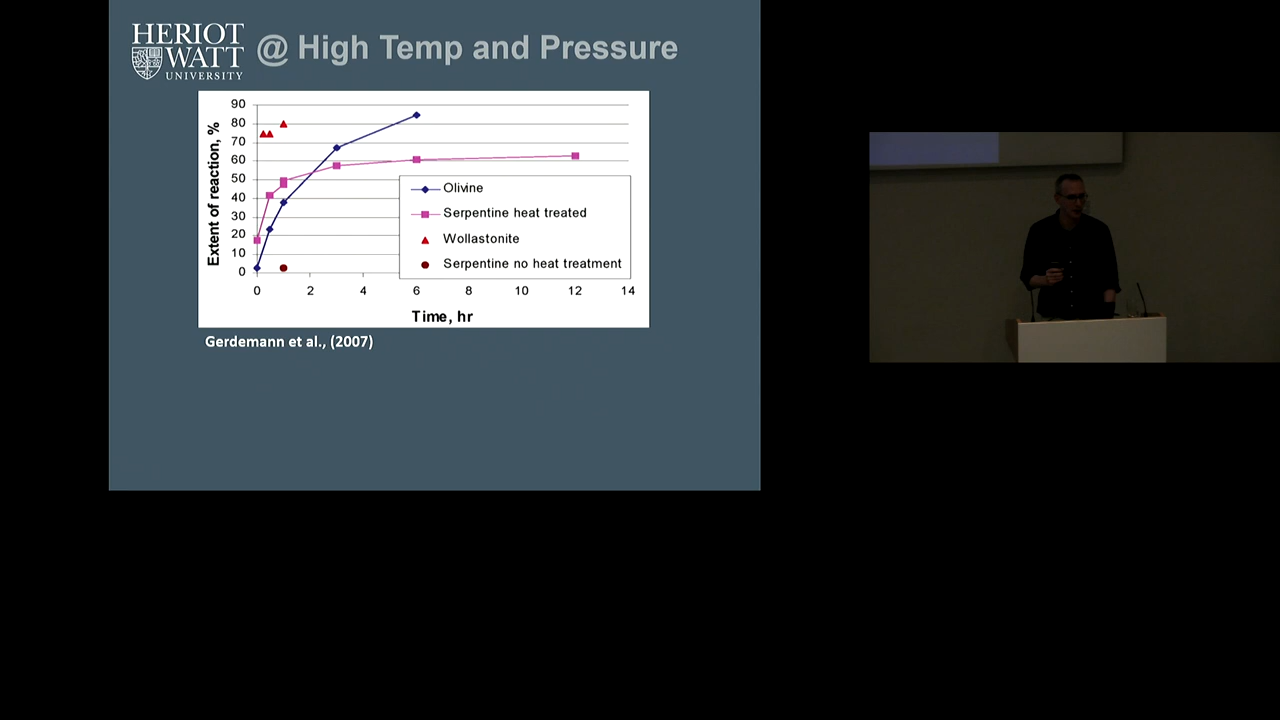 HERIOT
WATT
UNIVERSITY
@ High Temp and Pressure
Extent of reaction, %
90
80
70
60
50
40
30
20
10
0
Olivine
Serpentine heat treated
Wollastonite
Serpentine no heat treatment
0 2 4 6 8 10 12 14
Time, hr
Gerdemann et al., (2007)